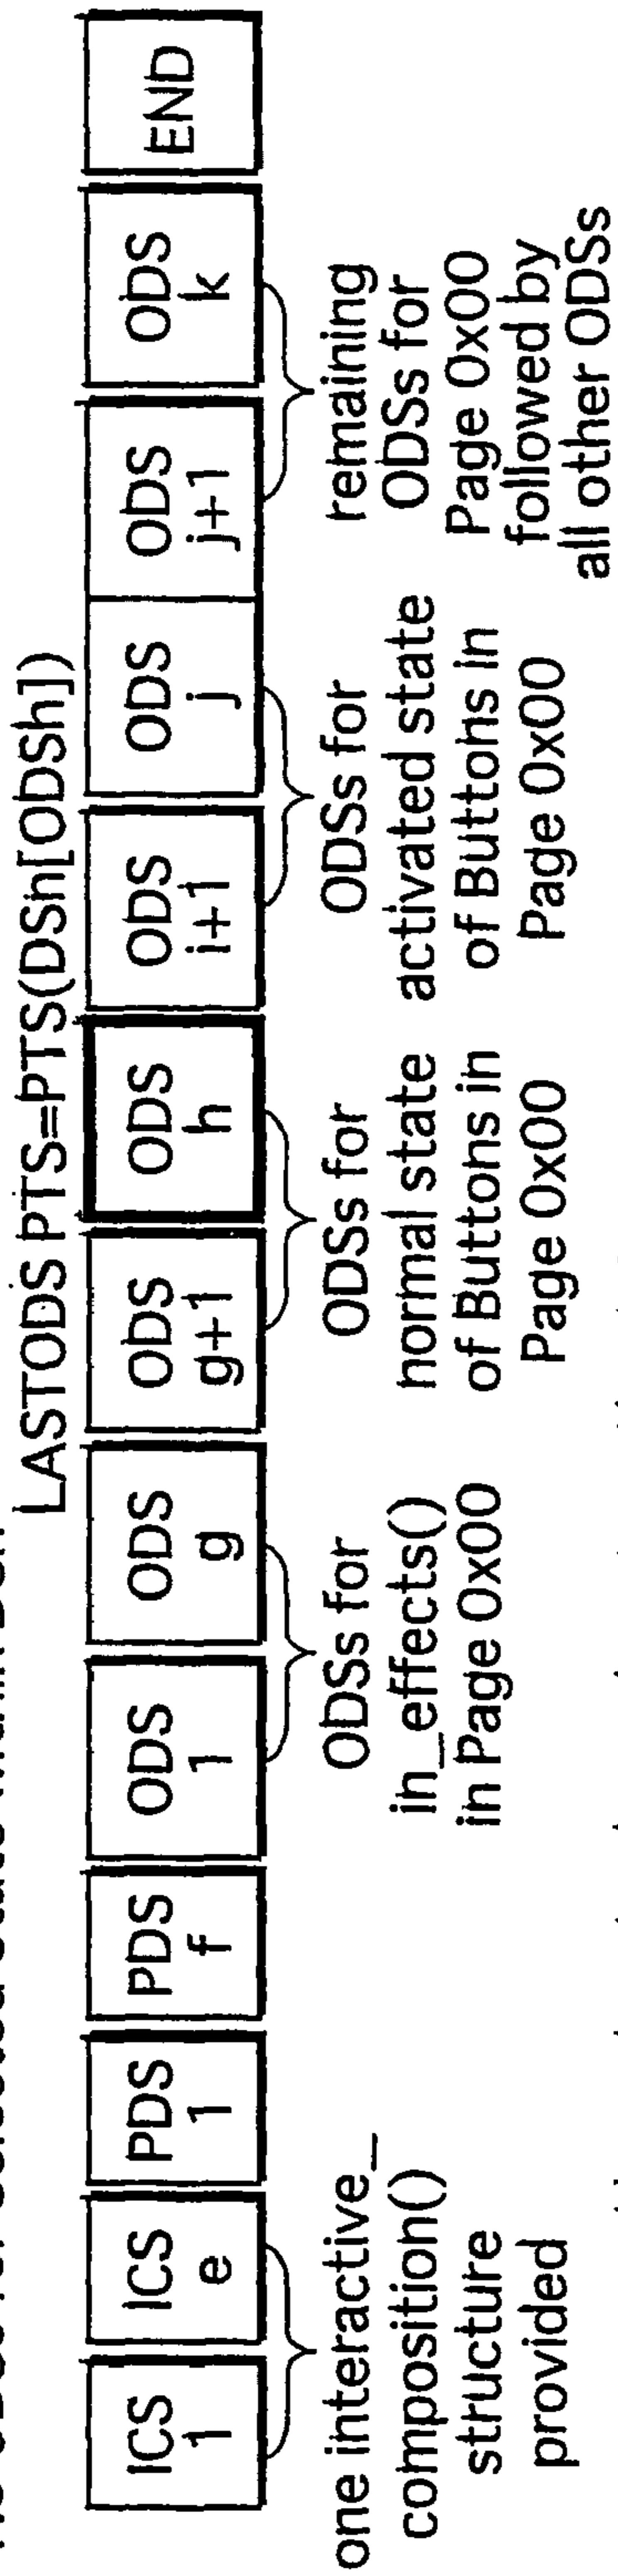 LASTODS PTS=PTS(DSn[ODSh])
ICS
1
ICS
e
PDS
1
PDS
f
ODS
1
ODS
g
ODS
g+1
ODS
h
ODS
i+1
ODS
j
ODS
j+1
ODS
k
END
one interactive_
composition()
structure
provided
ODSs for
in_effects()
in Page 0x00
ODSs for
normal state
of Buttons in
Page 0x00
ODSs for
activated state
of Buttons in
Page 0x00
remaining
ODSs for
Page 0x00
followed by
all other ODSs